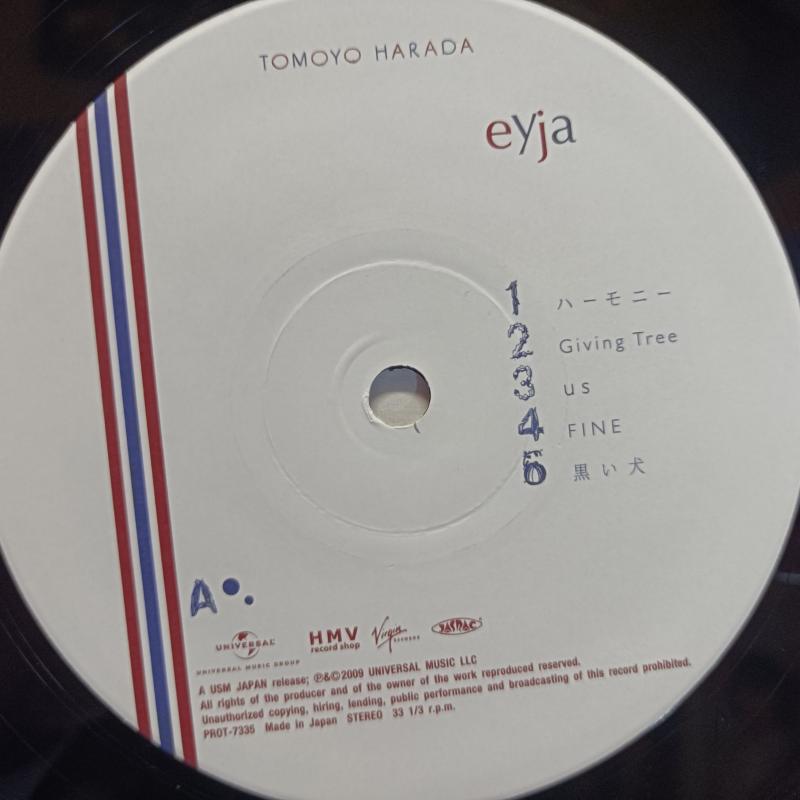 TOMOYO HARADA
eyja
1 ハーモニー
2 Giving Tree
3 us
4 FINE
5 黒い犬
A
UNIVERSAL
UNIVERSAL MUSIC GROUP
HMV
record shop
Virgin
RECORDS
JASRAC
A USM JAPAN release; ℗&©2009 UNIVERSAL MUSIC LLC
All rights of the producer and of the owner of the work reproduced reserved.
Unauthorized copying, hiring, lending, public performance and broadcasting of this record prohibited.
PROT-7335 Made in Japan STEREO 33 1/3 r.p.m.